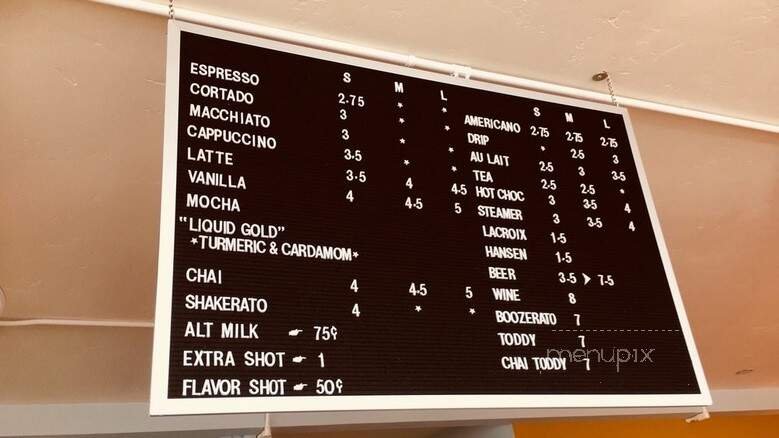 S M L
ESPRESSO 2.75 * *
CORTADO 3 * *
MACCHIATO 3 * *
CAPPUCCINO 3.5 * *
LATTE 3.5 4 4.5
VANILLA 4 4.5 5
MOCHA
"LIQUID GOLD"
*TURMERIC & CARDAMOM*
CHAI 4 4.5 5
SHAKERATO 4 * *
ALT MILK ☛ 75¢
EXTRA SHOT ☛ 1
FLAVOR SHOT ☛ 50¢
S M L
AMERICANO 2.75 2.75 2.75
DRIP * 2.5 3
AU LAIT 2.5 3 3.5
TEA 2.5 2.5 *
HOT CHOC 3 3.5 4
STEAMER 3 3.5 4
LACROIX 1.5
HANSEN 1.5
BEER 3.5 ➤ 7.5
WINE 8
BOOZERATO 7
TODDY 7
CHAI TODDY 7
menupix